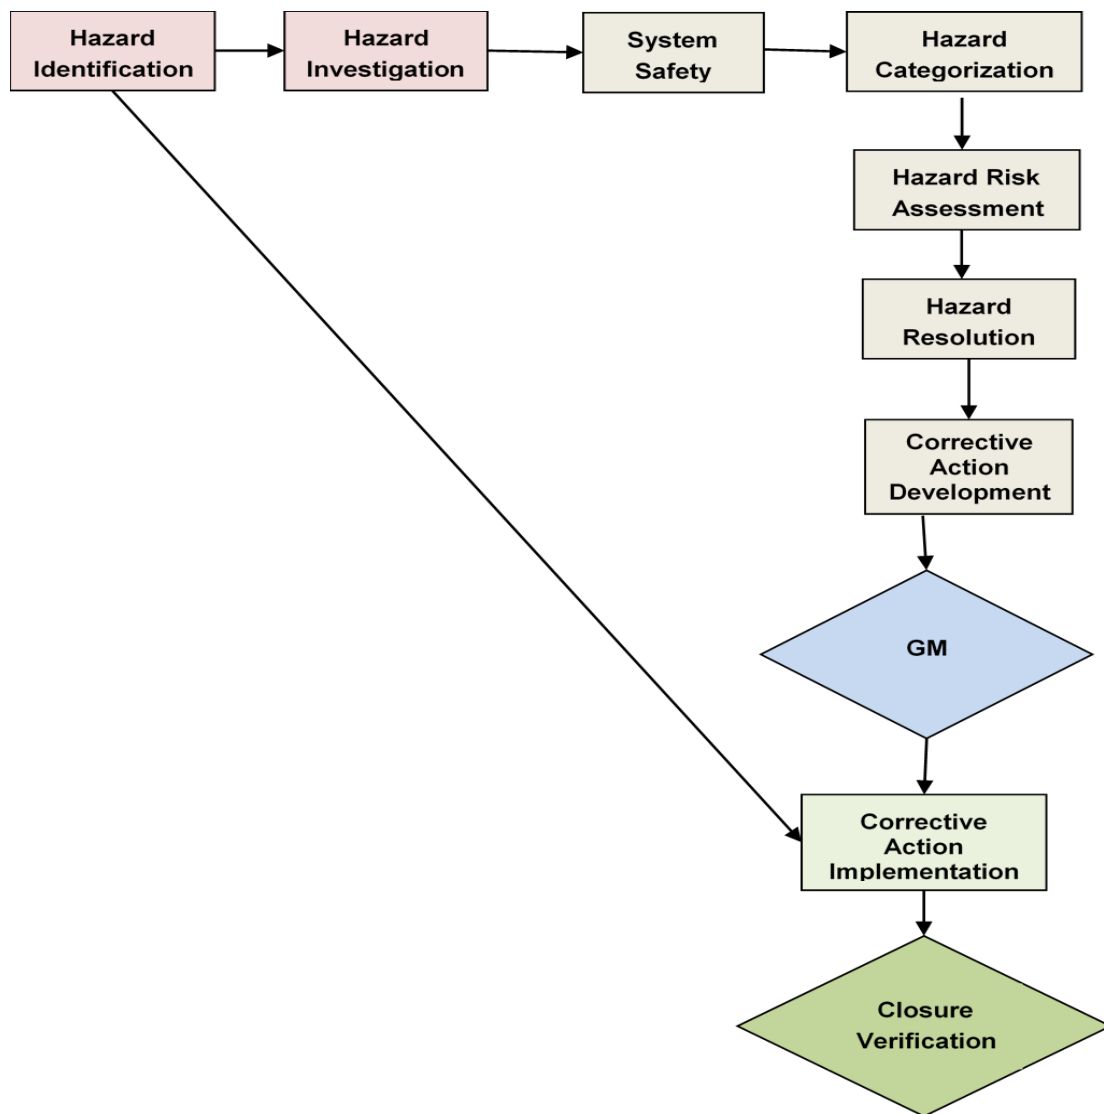 Hazard
Identification
Hazard
Investigation
System
Safety
Hazard
Categorization
Hazard Risk
Assessment
Hazard
Resolution
Corrective
Action
Development
GM
Corrective
Action
Implementation
Closure
Verification